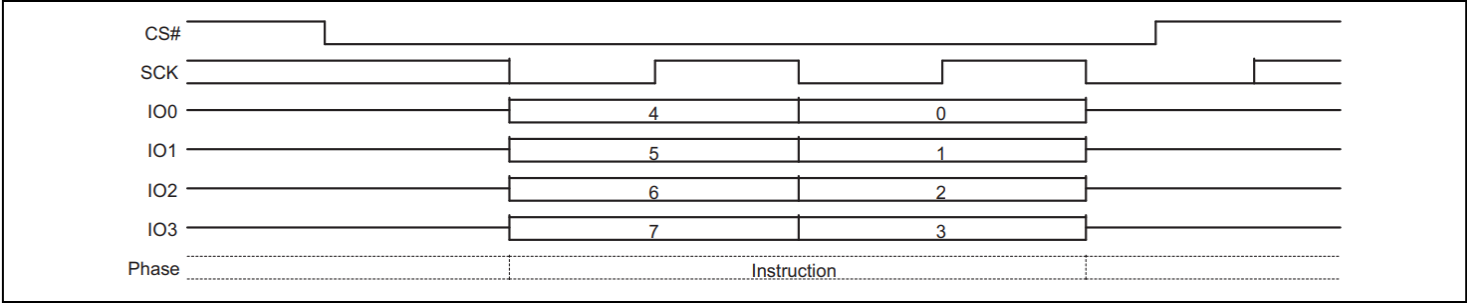 CS#
SCK
IO0 4 0
IO1 5 1
IO2 6 2
IO3 7 3
Phase Instruction